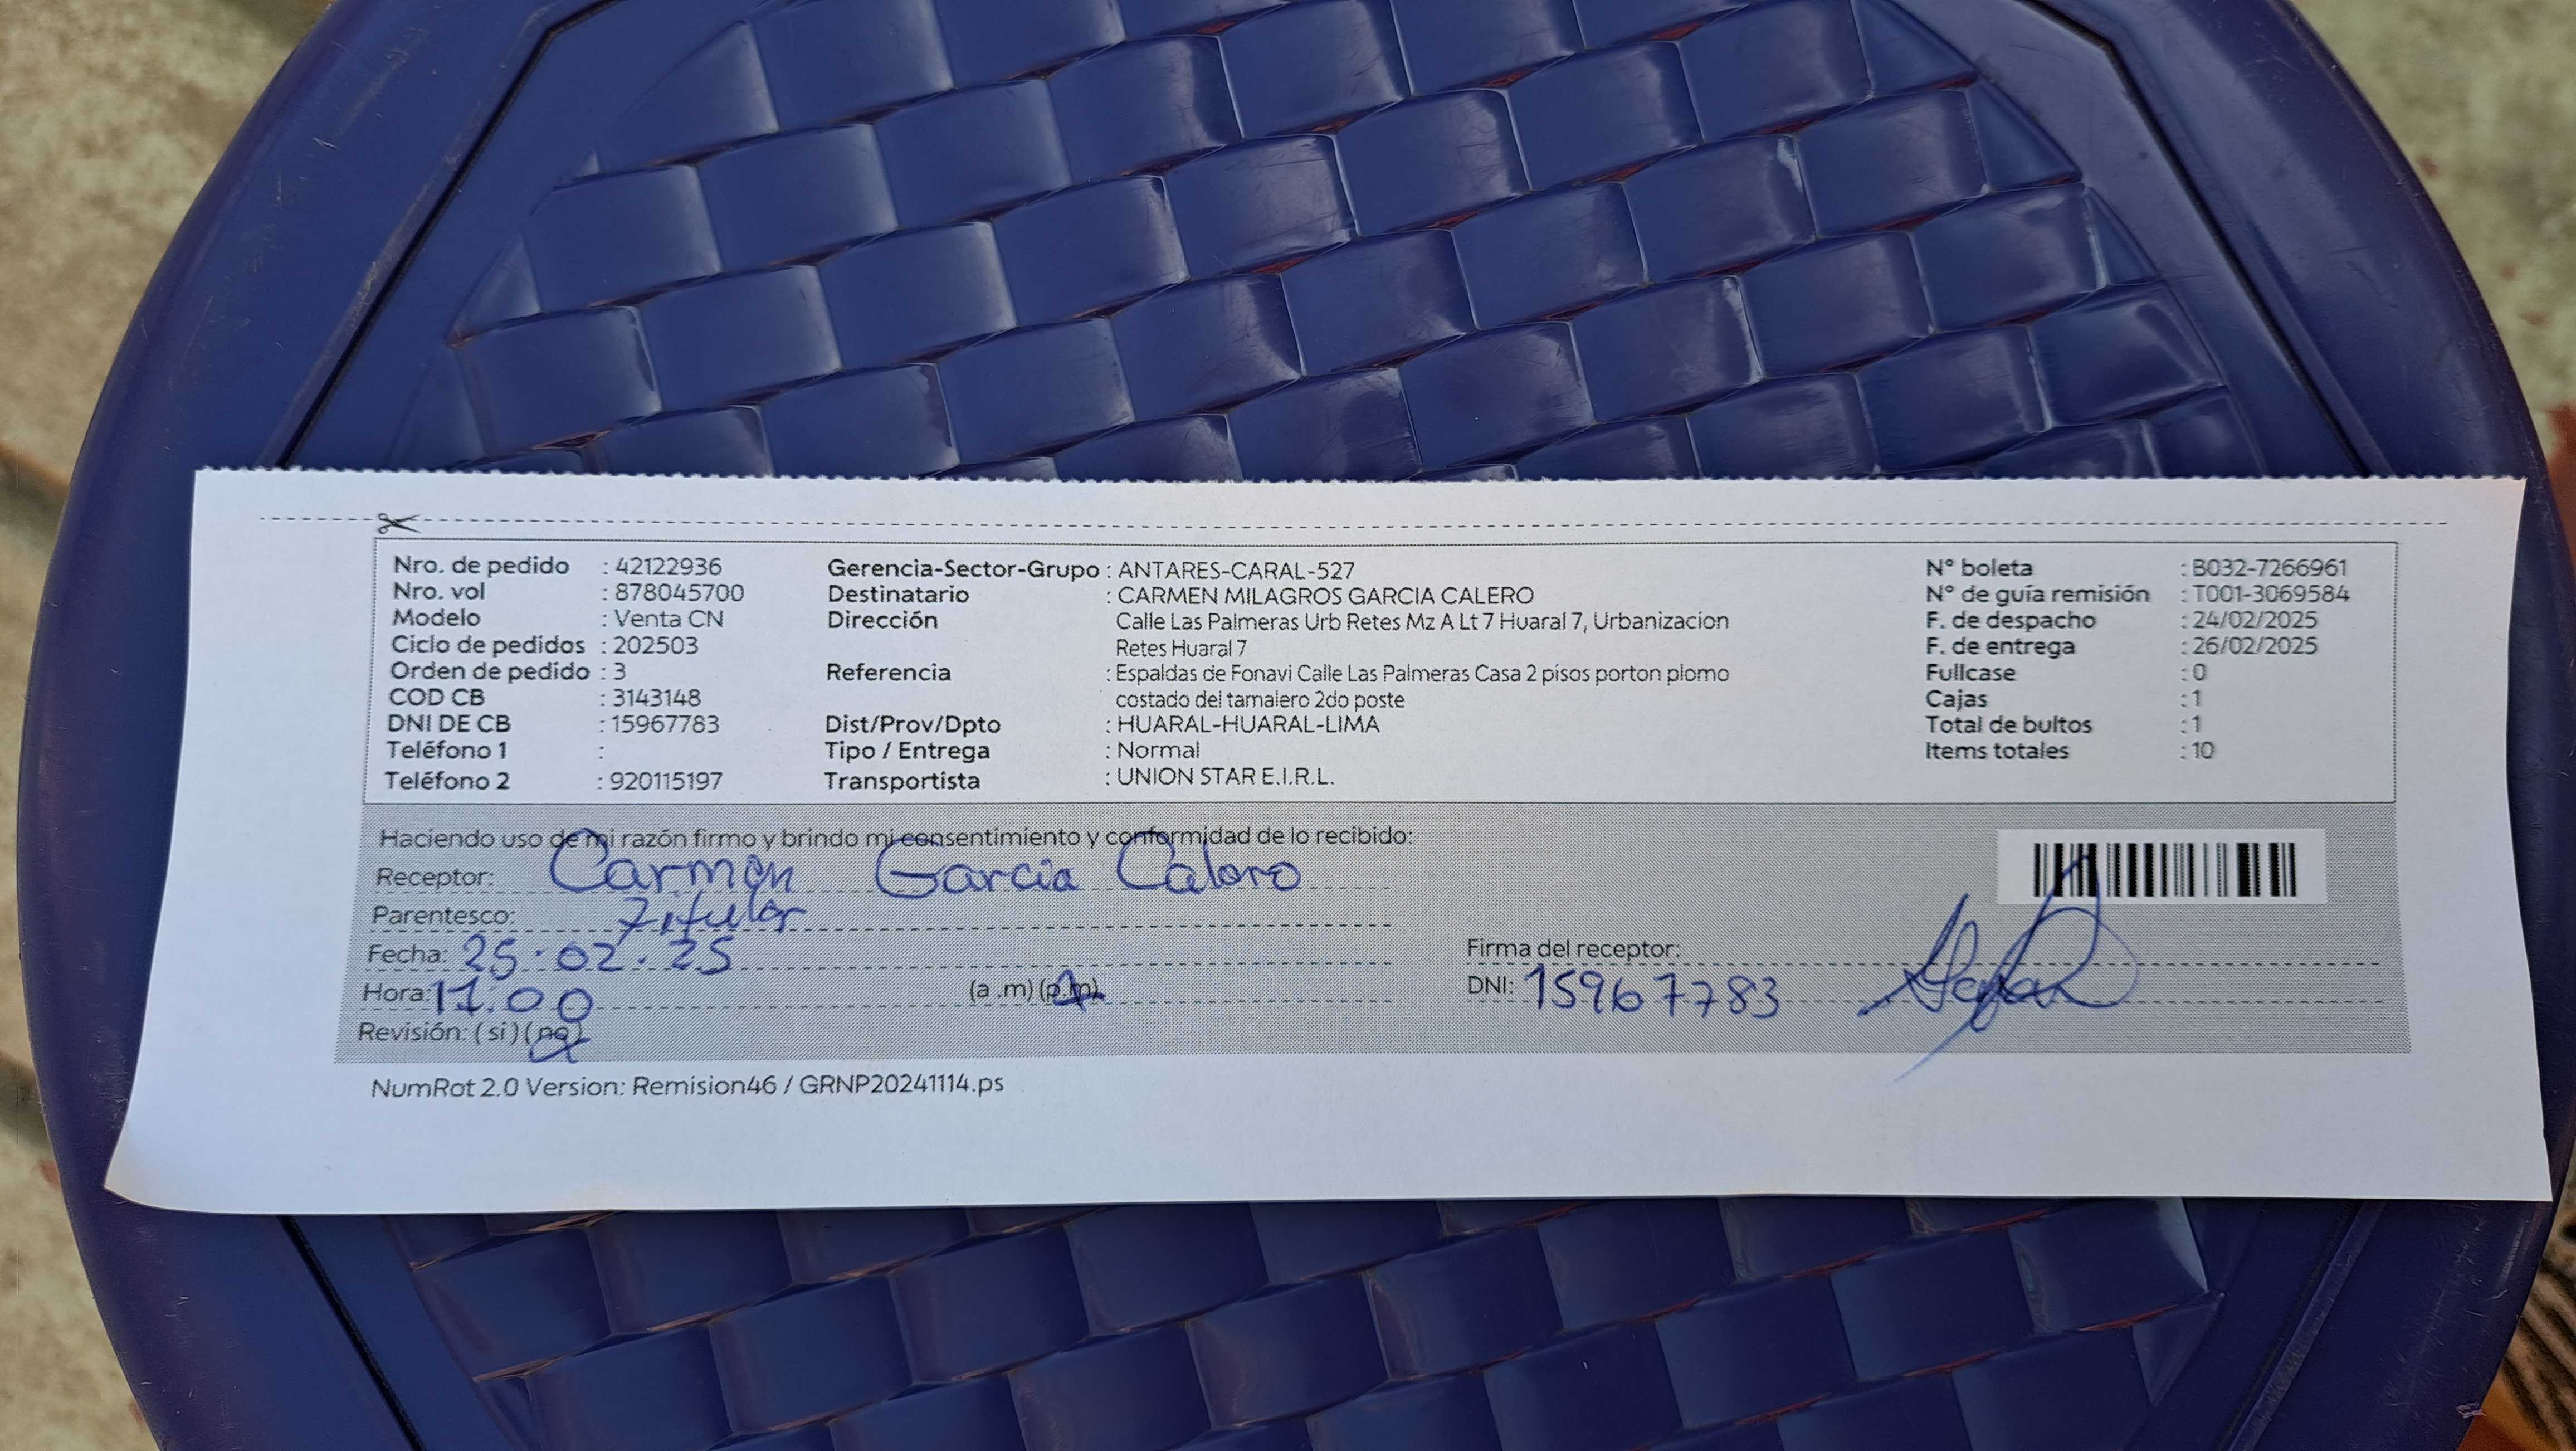 Nro. de pedido : 42122936
Nro. vol : 878045700
Modelo : Venta CN
Ciclo de pedidos : 202503
Orden de pedido : 3
COD CB : 3143148
DNI DE CB : 15967783
Teléfono 1 :
Teléfono 2 : 920115197
Gerencia-Sector-Grupo : ANTARES-CARAL-527
Destinatario : CARMEN MILAGROS GARCIA CALERO
Dirección Calle Las Palmeras Urb Retes Mz A Lt 7 Huaral 7, Urbanizacion
Retes Huaral 7
Referencia : Espaldas de Fonavi Calle Las Palmeras Casa 2 pisos porton plomo
costado del tamalero 2do poste
Dist/Prov/Dpto : HUARAL-HUARAL-LIMA
Tipo / Entrega : Normal
Transportista : UNION STAR E.I.R.L.
N° boleta : B032-7266961
N° de guía remisión : T001-3069584
F. de despacho : 24/02/2025
F. de entrega : 26/02/2025
Fullcase : 0
Cajas : 1
Total de bultos : 1
Items totales : 10
Haciendo uso de mi razón firmo y brindo mi consentimiento y conformidad de lo recibido:
Receptor: Carmen Garcia Calero
Parentesco: Titular
Fecha: 25.02.25
Hora: 11:00 (a .m) (p.m)
Revisión: ( si ) ( no )
Firma del receptor:
DNI: 15967783
NumRot 2.0 Version: Remision46 / GRNP20241114.ps